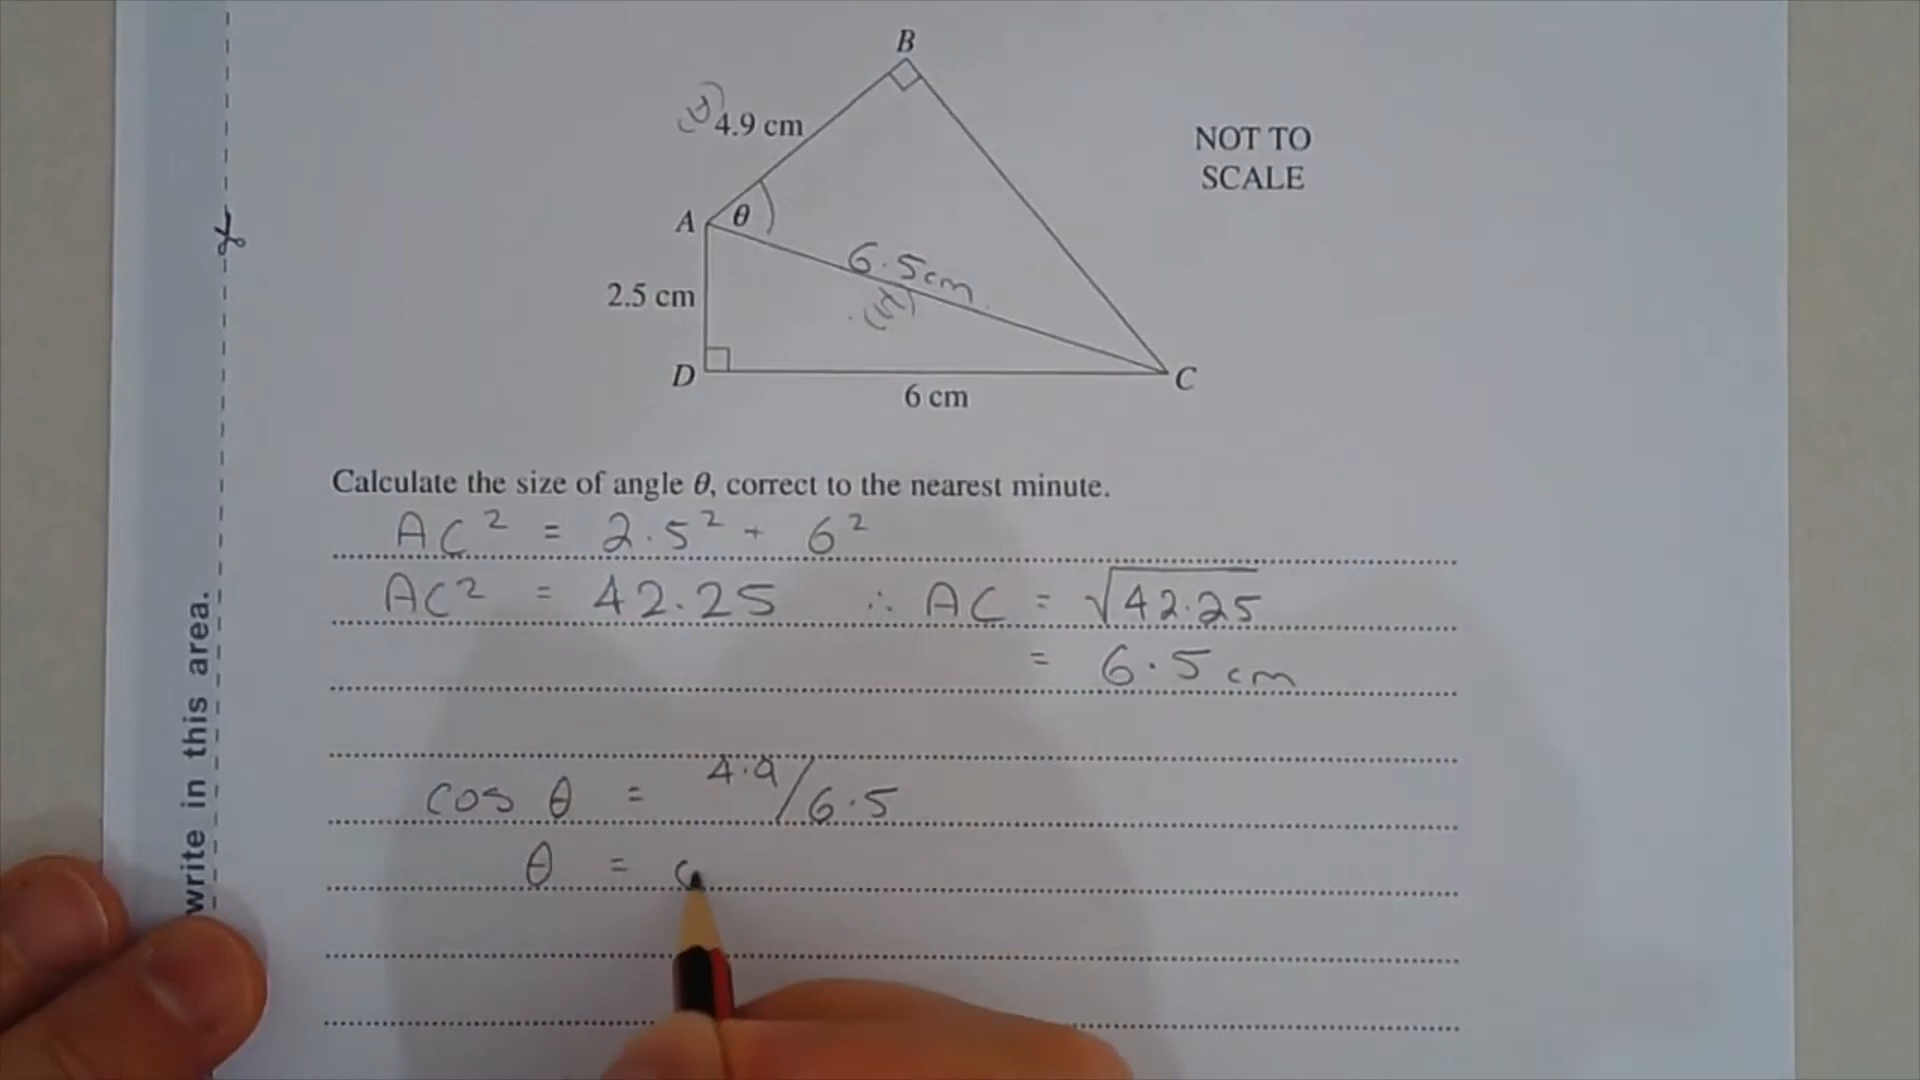 B
(A) 4.9 cm
NOT TO
SCALE
A
θ
6.5cm
(H)
2.5 cm
D
C
6 cm
Calculate the size of angle θ, correct to the nearest minute.
AC² = 2.5² + 6²
AC² = 42.25 ∴ AC = √42.25
= 6.5 cm
cos θ = 4.9/6.5
θ = c
write in this area.